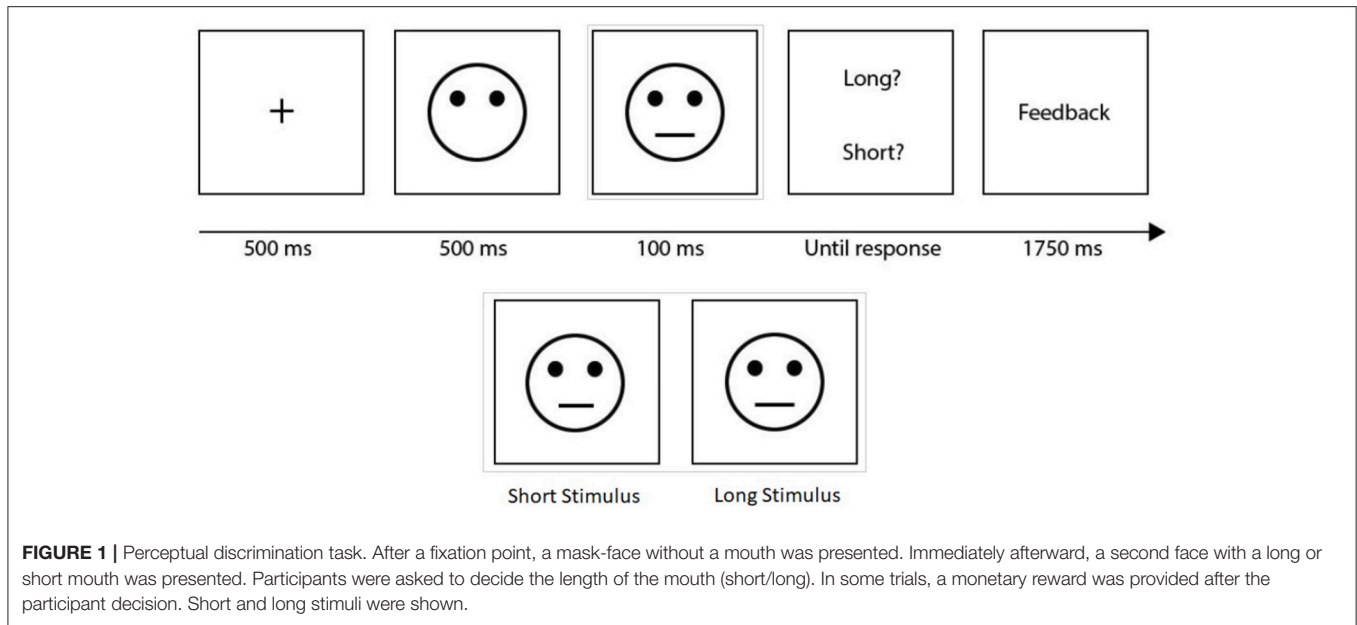 +
Long?
Short?
Feedback
500 ms
500 ms
100 ms
Until response
1750 ms
Short Stimulus
Long Stimulus
FIGURE 1 | Perceptual discrimination task. After a fixation point, a mask-face without a mouth was presented. Immediately afterward, a second face with a long or
short mouth was presented. Participants were asked to decide the length of the mouth (short/long). In some trials, a monetary reward was provided after the
participant decision. Short and long stimuli were shown.